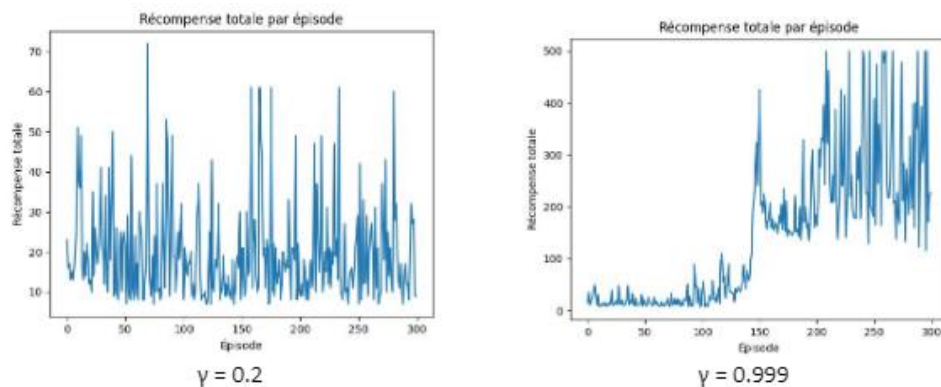 Récompense totale par épisode
70
60
50
40
30
20
10
Récompense totale
0 50 100 150 200 250 300
Épisode
γ = 0.2
Récompense totale par épisode
500
400
300
200
100
0
Récompense totale
0 50 100 150 200 250 300
Épisode
γ = 0.999